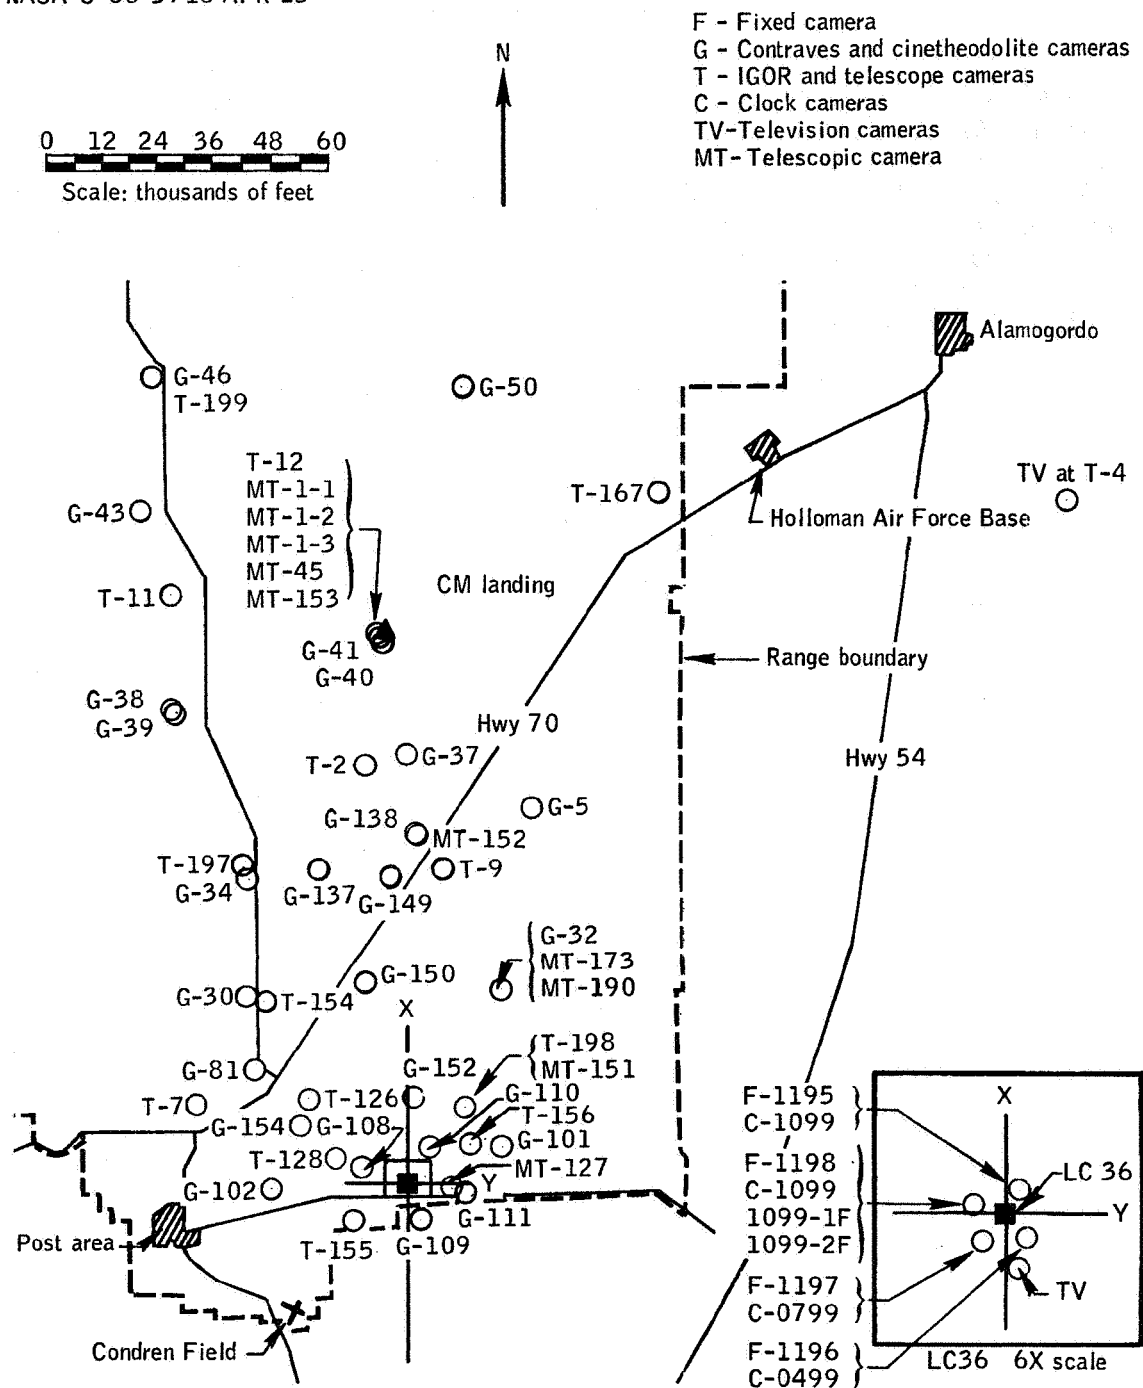 F - Fixed camera
G - Contraves and cinetheodolite cameras
T - IGOR and telescope cameras
C - Clock cameras
TV-Television cameras
MT- Telescopic camera
N
0 12 24 36 48 60
Scale: thousands of feet
Alamogordo
G-46
T-199
G-50
T-12
MT-1-1
MT-1-2
MT-1-3
MT-45
MT-153
T-167
TV at T-4
G-43
Holloman Air Force Base
T-11
CM landing
G-41
G-40
Range boundary
G-38
G-39
Hwy 70
Hwy 54
T-2
G-37
G-5
G-138
MT-152
T-197
G-34
G-137
G-149
T-9
G-32
MT-173
MT-190
G-150
G-30
T-154
X
T-198
MT-151
G-81
G-152
G-110
T-7
T-126
T-156
G-154
G-108
G-101
T-128
MT-127
G-102
Y
G-111
Post area
T-155
G-109
Condren Field
F-1195
C-1099
F-1198
C-1099
1099-1F
1099-2F
F-1197
C-0799
F-1196
C-0499
X
LC 36
Y
TV
LC36 6X scale